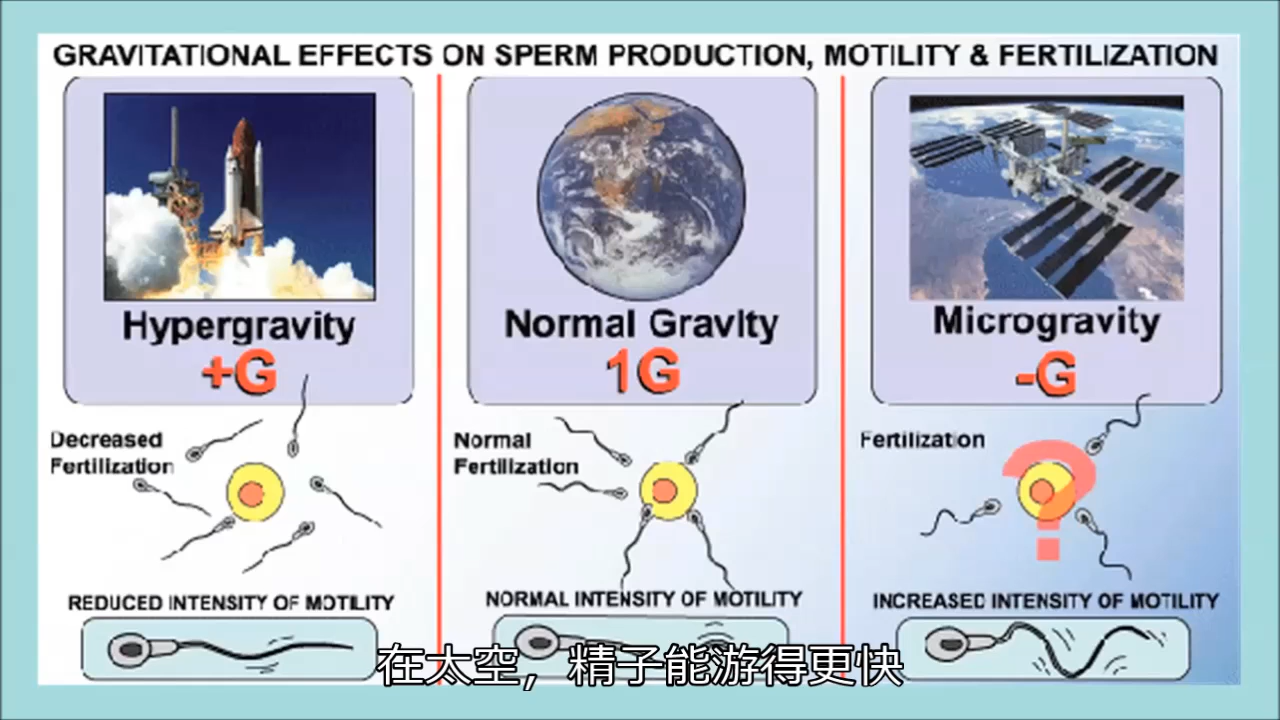 GRAVITATIONAL EFFECTS ON SPERM PRODUCTION, MOTILITY & FERTILIZATION
Hypergravity
+G
Decreased
Fertilization
REDUCED INTENSITY OF MOTILITY
Normal Gravity
1G
Normal
Fertilization
NORMAL INTENSITY OF MOTILITY
Microgravity
-G
Fertilization
?
INCREASED INTENSITY OF MOTILITY
在太空，精子能游得更快